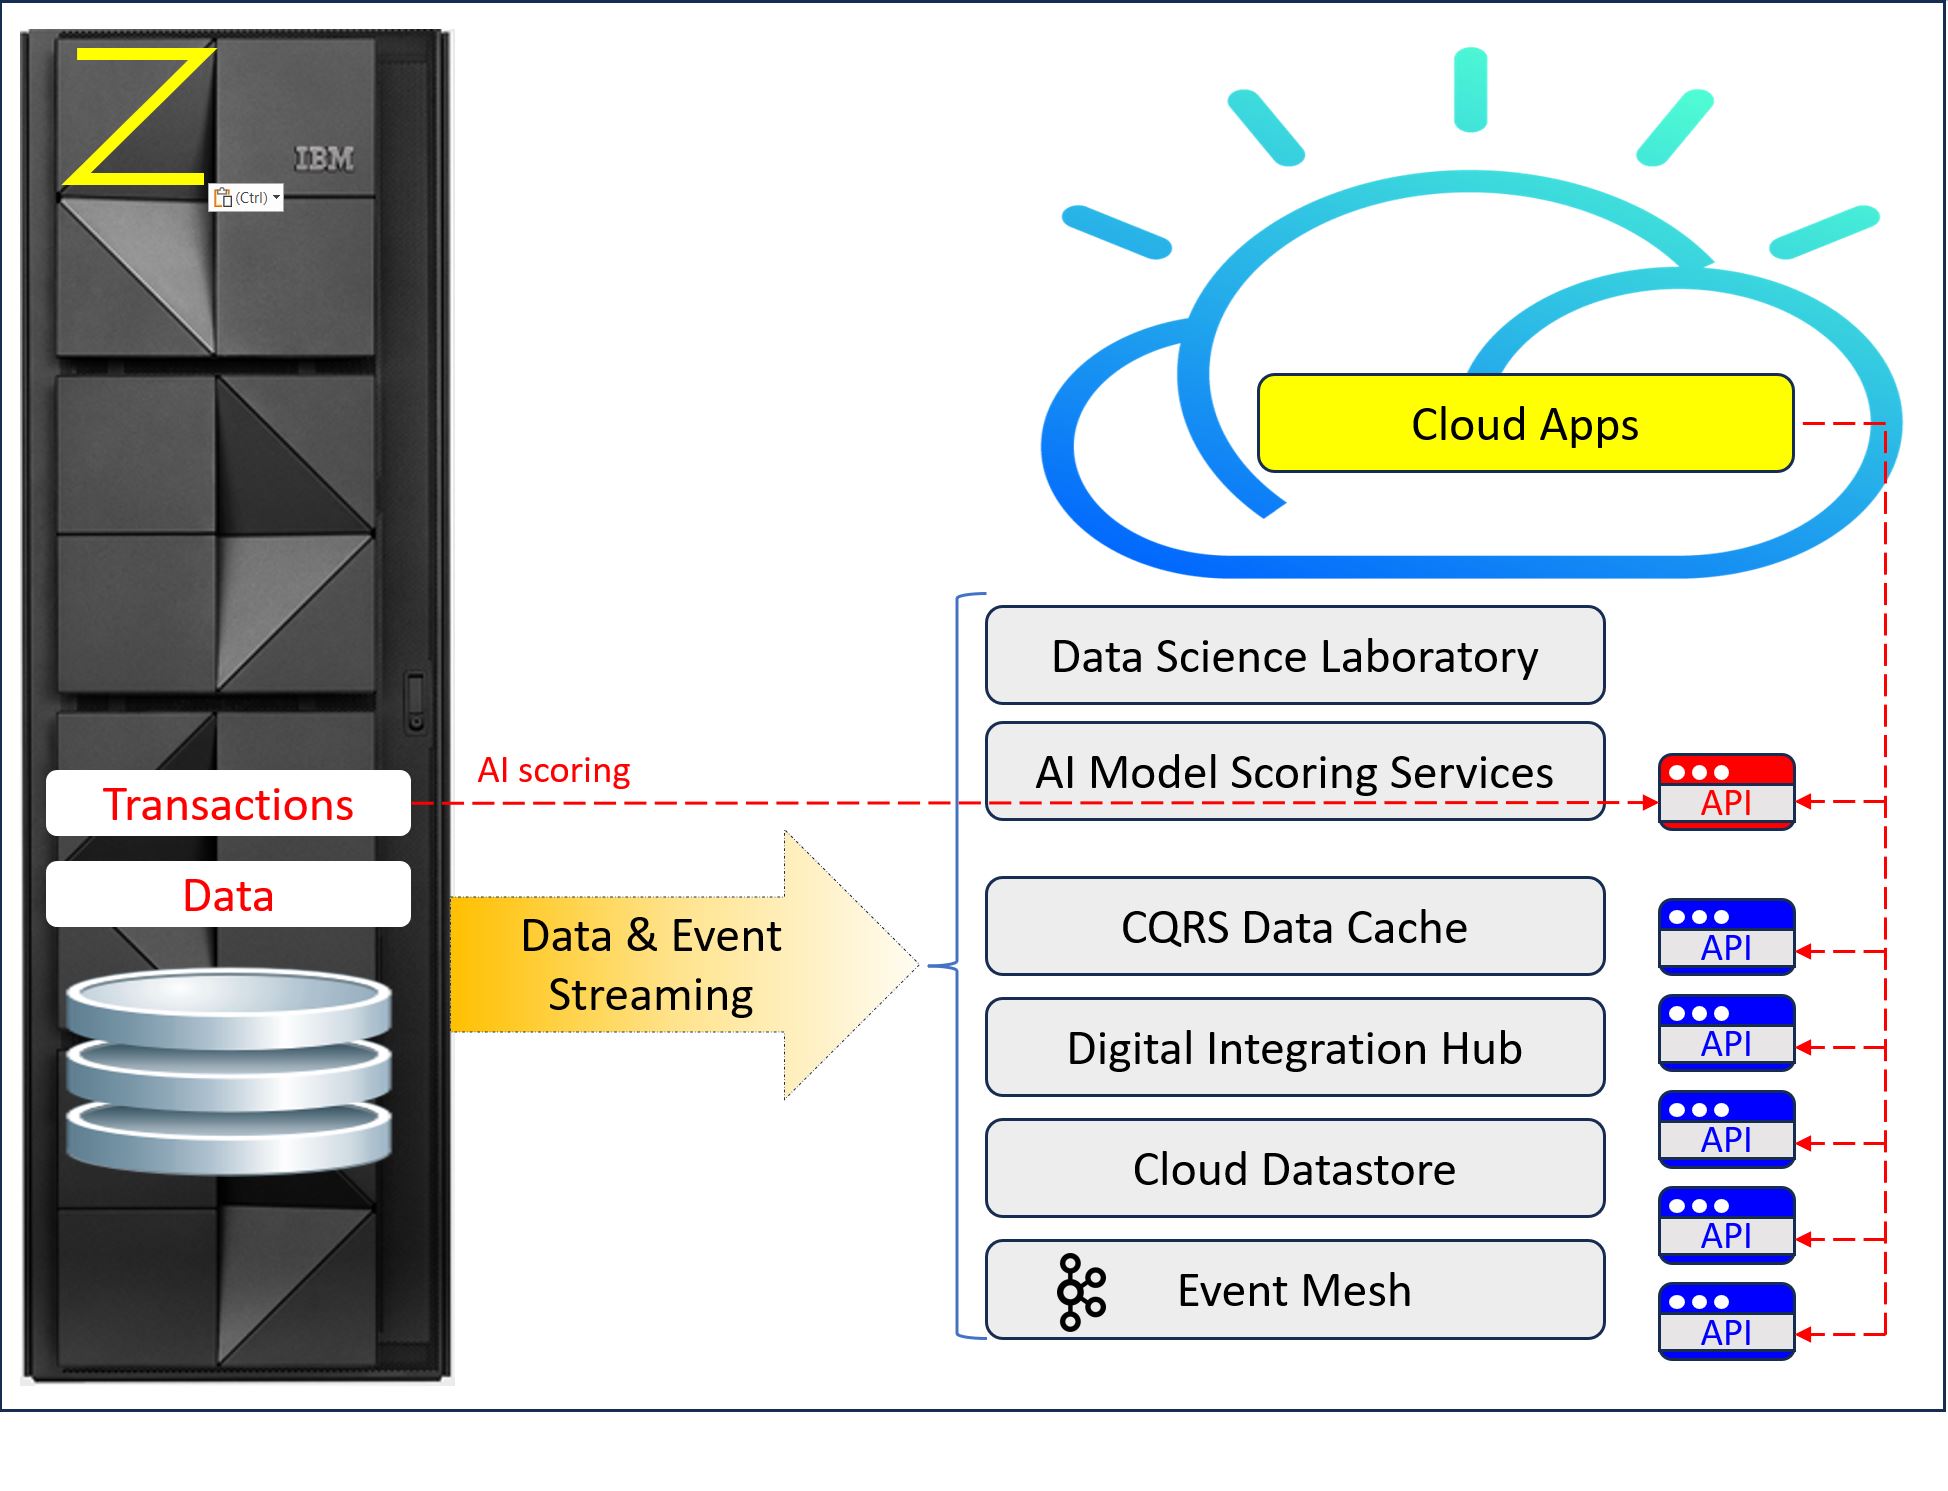 Z
IBM
(Ctrl)
Cloud Apps
Data Science Laboratory
AI scoring
AI Model Scoring Services
Transactions
API
Data
Data & Event
Streaming
CQRS Data Cache
API
Digital Integration Hub
API
API
Cloud Datastore
API
Event Mesh
API